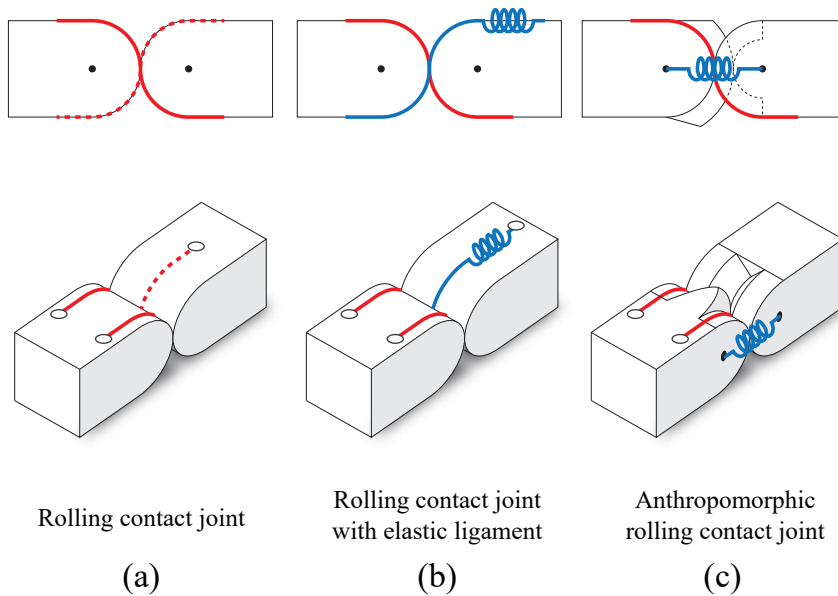 Rolling contact joint
Rolling contact joint
with elastic ligament
Anthropomorphic
rolling contact joint
(a)
(b)
(c)